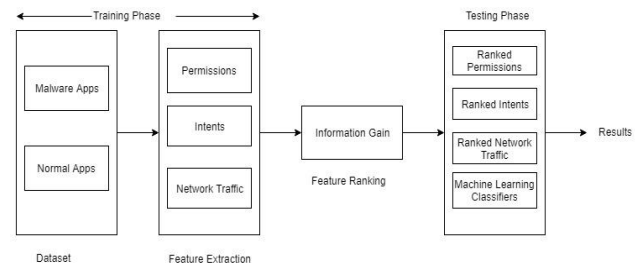 Training Phase
Testing Phase
Malware Apps
Normal Apps
Dataset
Permissions
Intents
Network Traffic
Feature Extraction
Information Gain
Feature Ranking
Ranked
Permissions
Ranked Intents
Ranked Network
Traffic
Machine Learning
Classifiers
Results